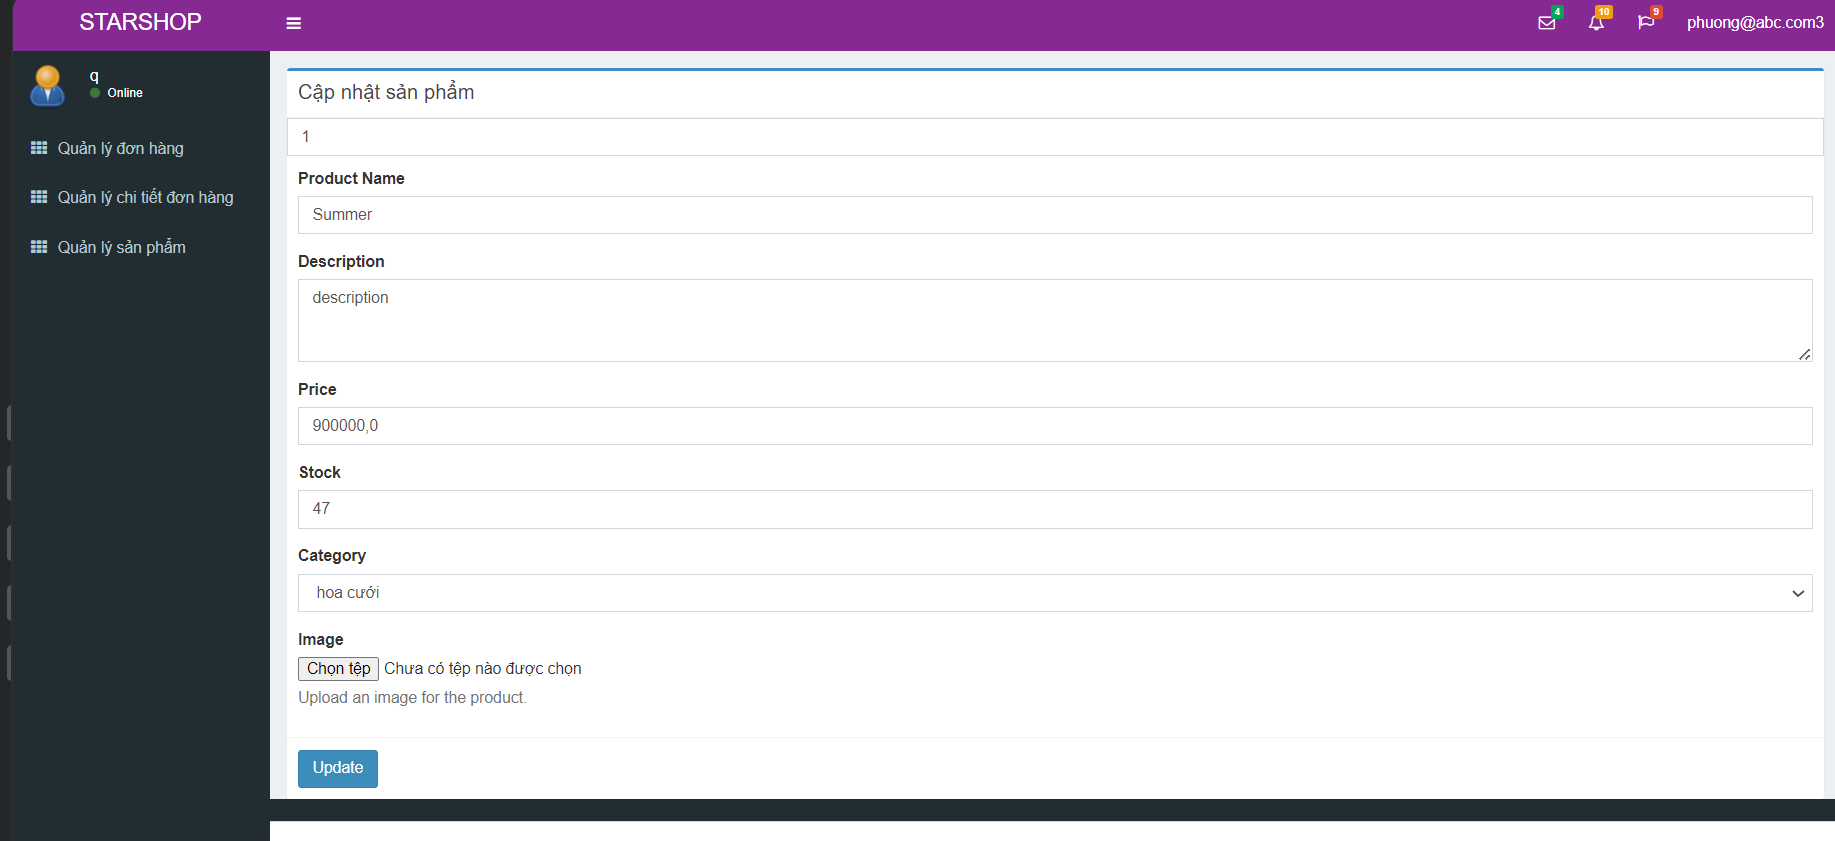 STARSHOP
4
10
9
phuong@abc.com3
q
Online
Quản lý đơn hàng
Quản lý chi tiết đơn hàng
Quản lý sản phẩm
Cập nhật sản phẩm
1
Product Name
Summer
Description
description
Price
900000,0
Stock
47
Category
hoa cưới
Image
Chọn tệp Chưa có tệp nào được chọn
Upload an image for the product.
Update